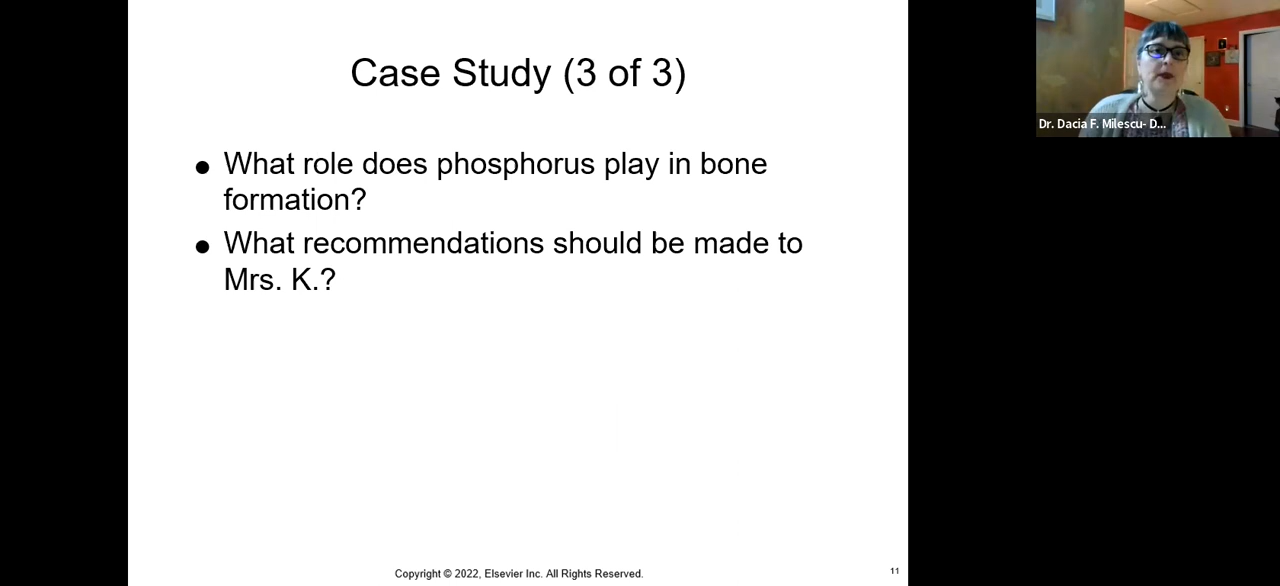 Case Study (3 of 3)
● What role does phosphorus play in bone
formation?
● What recommendations should be made to
Mrs. K.?
Copyright © 2022, Elsevier Inc. All Rights Reserved.
11
Dr. Dacia F. Milescu- D...